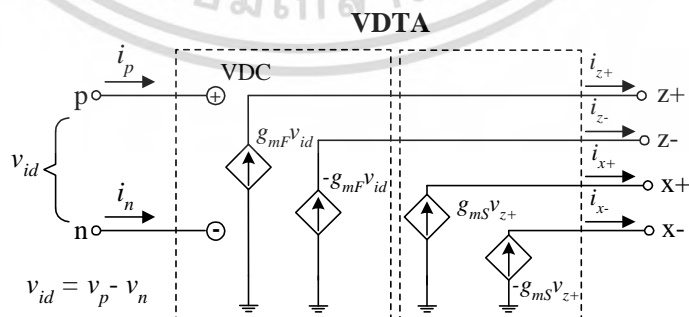 VDTA
VDC
i_p
p
+
v_id
i_n
n
-
v_id = v_p - v_n
g_mF v_id
-g_mF v_id
g_mS v_z+
-g_mS v_z+
i_z+
z+
i_z-
z-
i_x+
x+
i_x-
x-